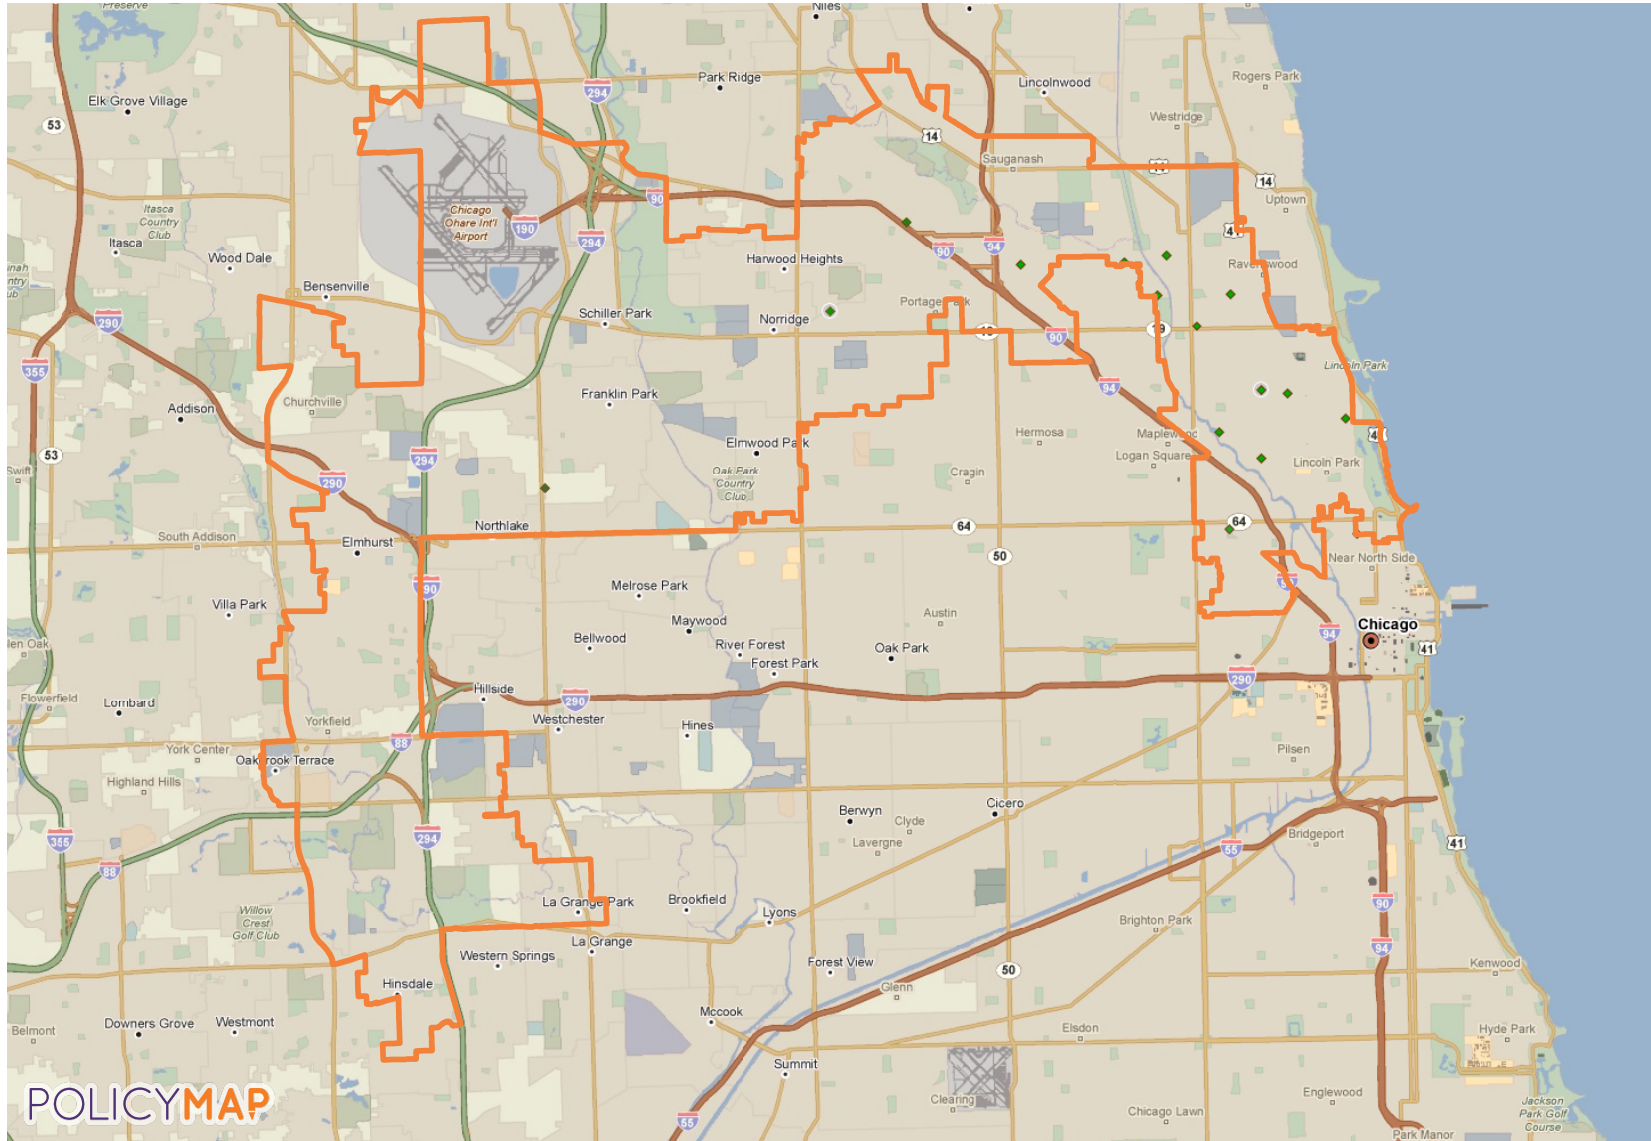 Preserve
Niles
Park Ridge
Lincolnwood
Rogers Park
294
Elk Grove Village
53
14
Westridge
Sauganash
14
14
90
Uptown
Itasca
Country
Club
Chicago
Ohare Int'l
Airport
190
294
90
94
41
Itasca
Wood Dale
Harwood Heights
Ravenswood
Bensenville
Portage Park
Schiller Park
Norridge
290
19
90
19
355
Lincoln Park
Franklin Park
94
Addison
Churchville
Hermosa
Maplewood
41
Elmwood Park
53
294
Logan Square
Lincoln Park
Oak Park
Country
Club
Cragin
290
Northlake
64
64
South Addison
Elmhurst
50
Near North Side
Melrose Park
Villa Park
Austin
Maywood
Chicago
94
Bellwood
River Forest
Oak Park
41
Forest Park
290
Flowerfield
Lombard
Hillside
290
Westchester
Hines
Yorkfield
88
York Center
Oakbrook Terrace
Pilsen
Highland Hills
Berwyn
Cicero
Clyde
Lavergne
Bridgeport
355
294
55
41
88
La Grange Park
Brookfield
Lyons
90
Willow
Crest
Golf Club
Brighton Park
La Grange
94
Western Springs
Forest View
50
Kenwood
Hinsdale
Glenn
Mccook
Belmont
Downers Grove
Westmont
Elsdon
Hyde Park
Summit
POLICYMAP
Clearing
Englewood
55
Chicago Lawn
Jackson
Park Golf
Course
Park Manor